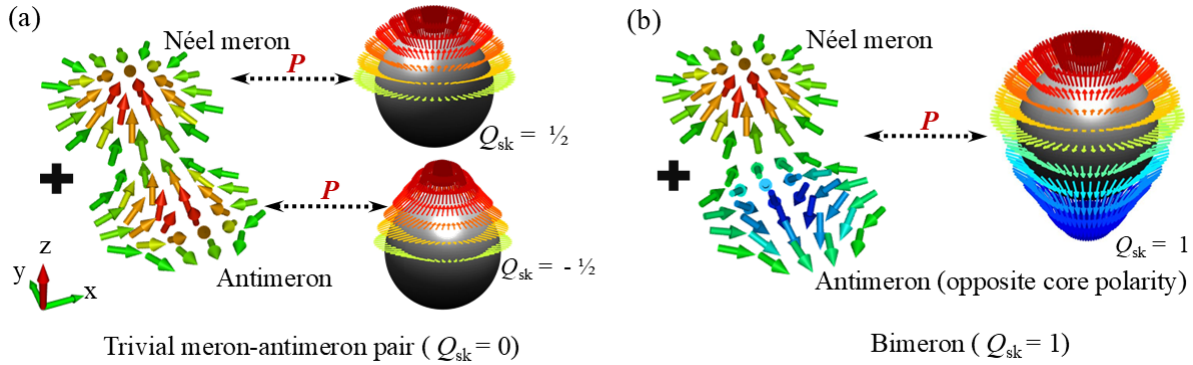 (a)
Néel meron
P
Q_sk = ½
P
Antimeron
Q_sk = - ½
z
y
x
Trivial meron-antimeron pair ( Q_sk = 0)
(b)
Néel meron
P
Q_sk = 1
Antimeron (opposite core polarity)
Bimeron ( Q_sk = 1)